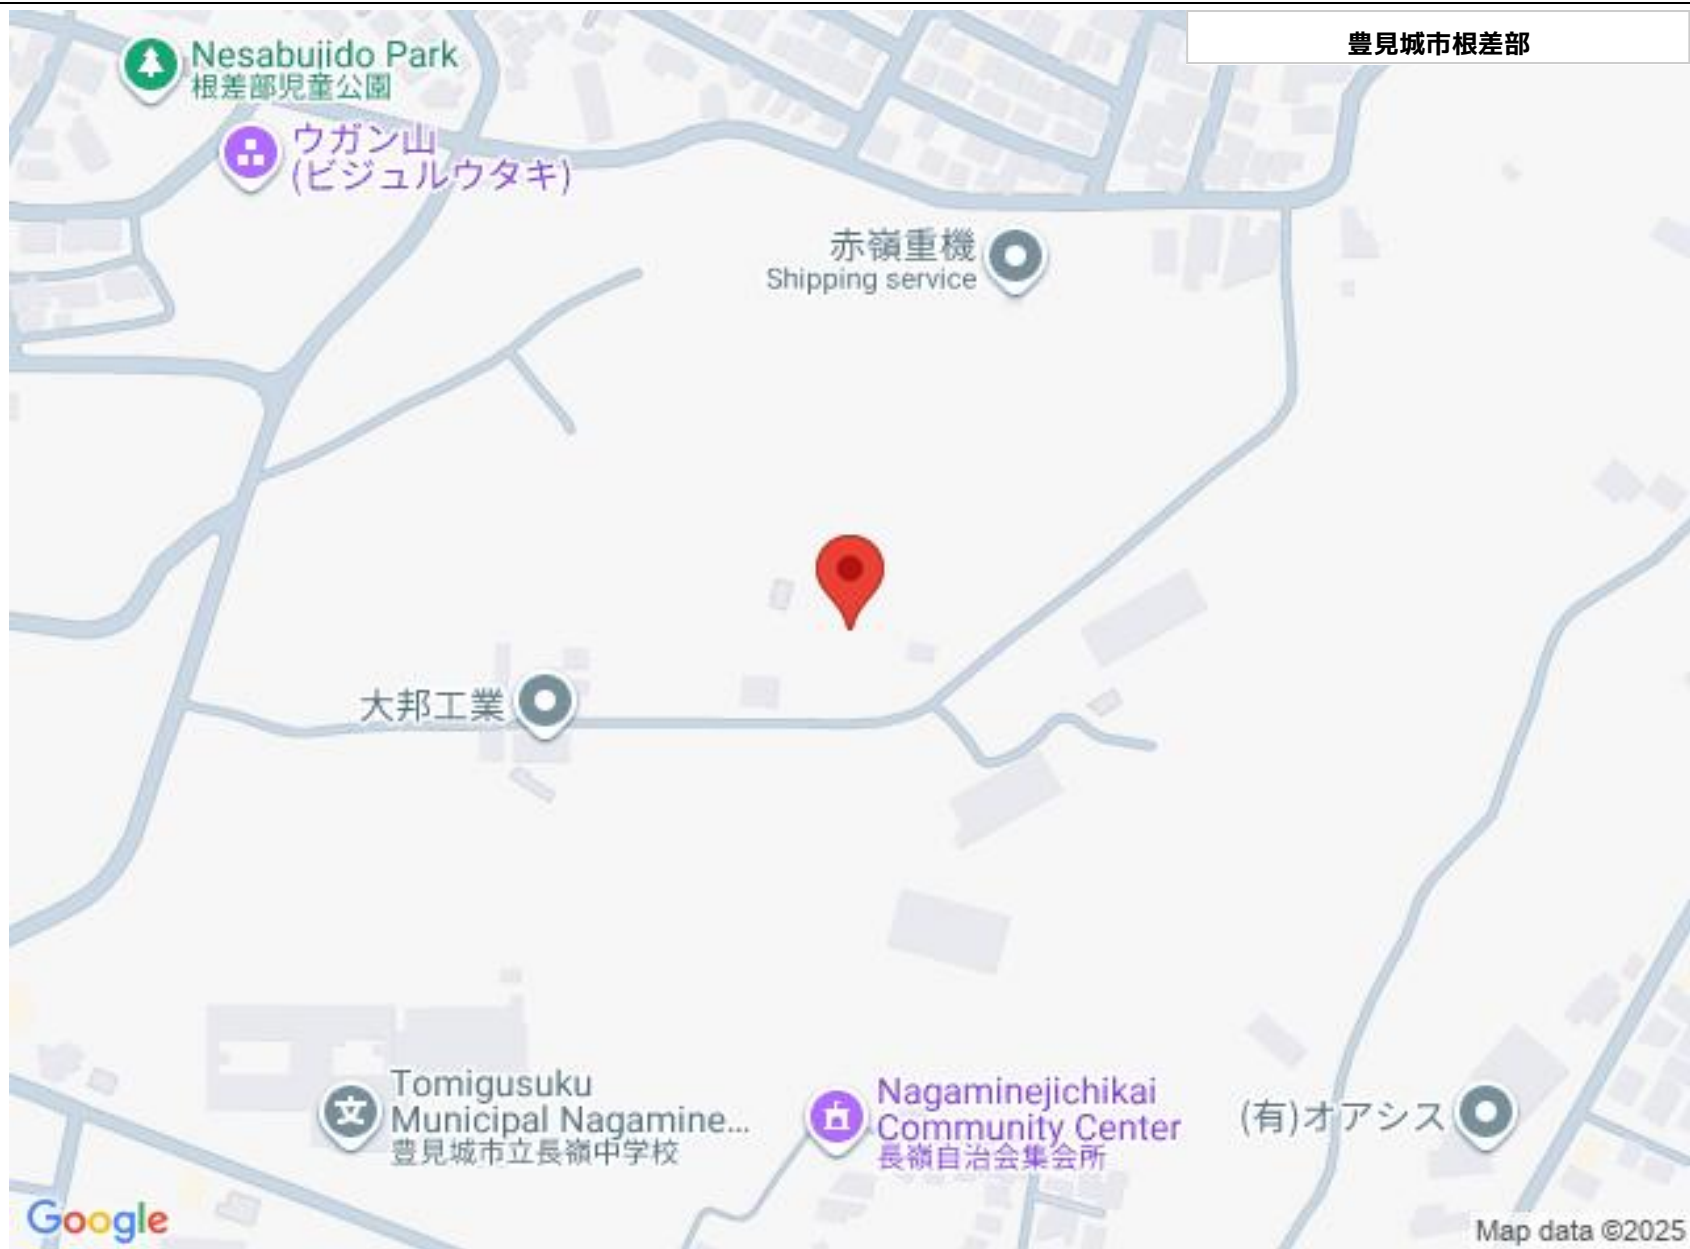 豊見城市根差部
Nesabujido Park
根差部児童公園
ウガン山
(ビジュルウタキ)
赤嶺重機
Shipping service
大邦工業
Tomigusuku
Municipal Nagamine...
豊見城市立長嶺中学校
Nagaminejichikai
Community Center
長嶺自治会集会所
(有)オアシス
Google
Map data ©2025